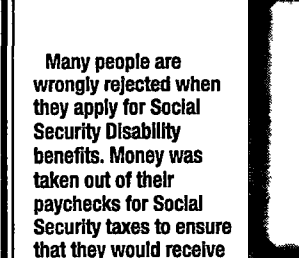 Many people are
wrongly rejected when
they apply for Social
Security Disability
benefits. Money was
taken out of their
paychecks for Social
Security taxes to ensure
that they would receive